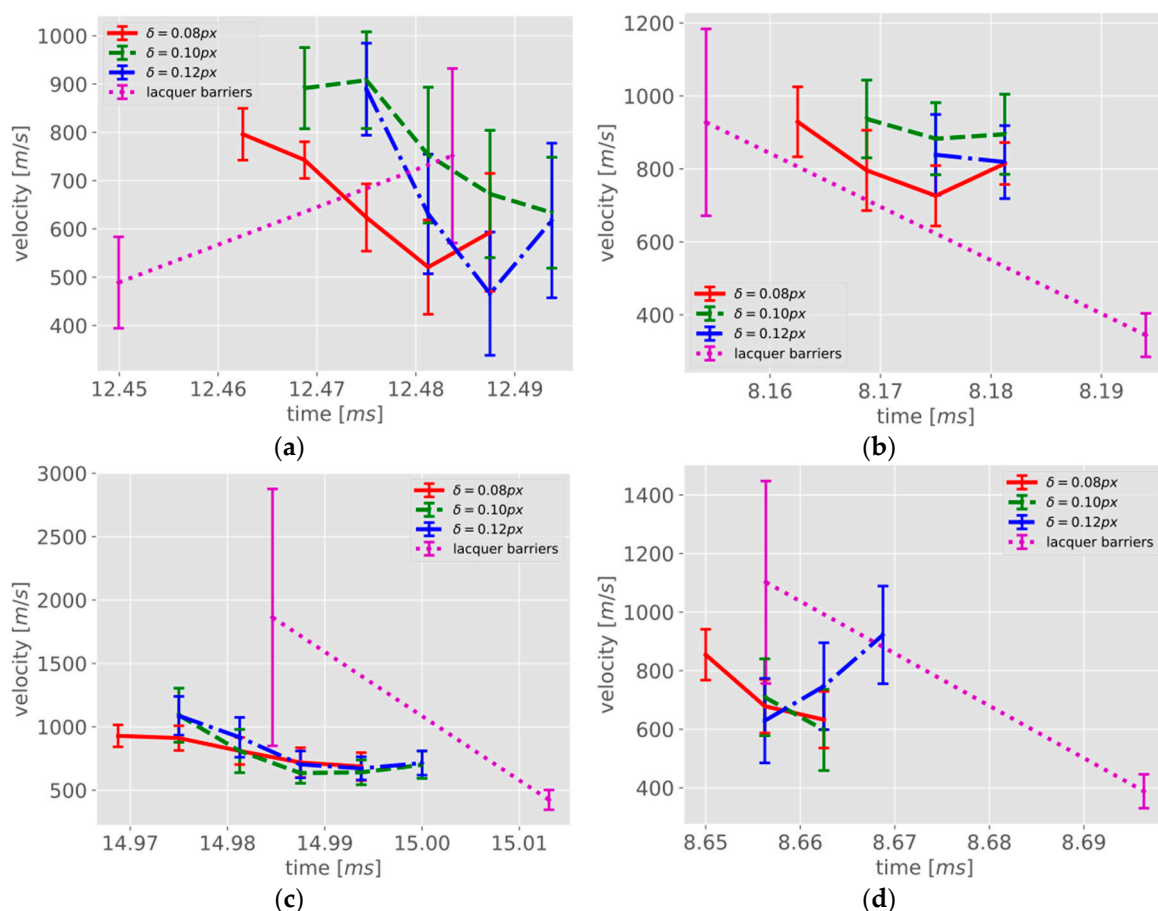 1000
900
800
700
600
500
400
velocity [m/s]
δ = 0.08px
δ = 0.10px
δ = 0.12px
lacquer barriers
12.45 12.46 12.47 12.48 12.49
time [ms]
(a)
1200
1000
800
600
400
velocity [m/s]
δ = 0.08px
δ = 0.10px
δ = 0.12px
lacquer barriers
8.16 8.17 8.18 8.19
time [ms]
(b)
3000
2500
2000
1500
1000
500
velocity [m/s]
δ = 0.08px
δ = 0.10px
δ = 0.12px
lacquer barriers
14.97 14.98 14.99 15.00 15.01
time [ms]
(c)
1400
1200
1000
800
600
400
velocity [m/s]
δ = 0.08px
δ = 0.10px
δ = 0.12px
lacquer barriers
8.65 8.66 8.67 8.68 8.69
time [ms]
(d)